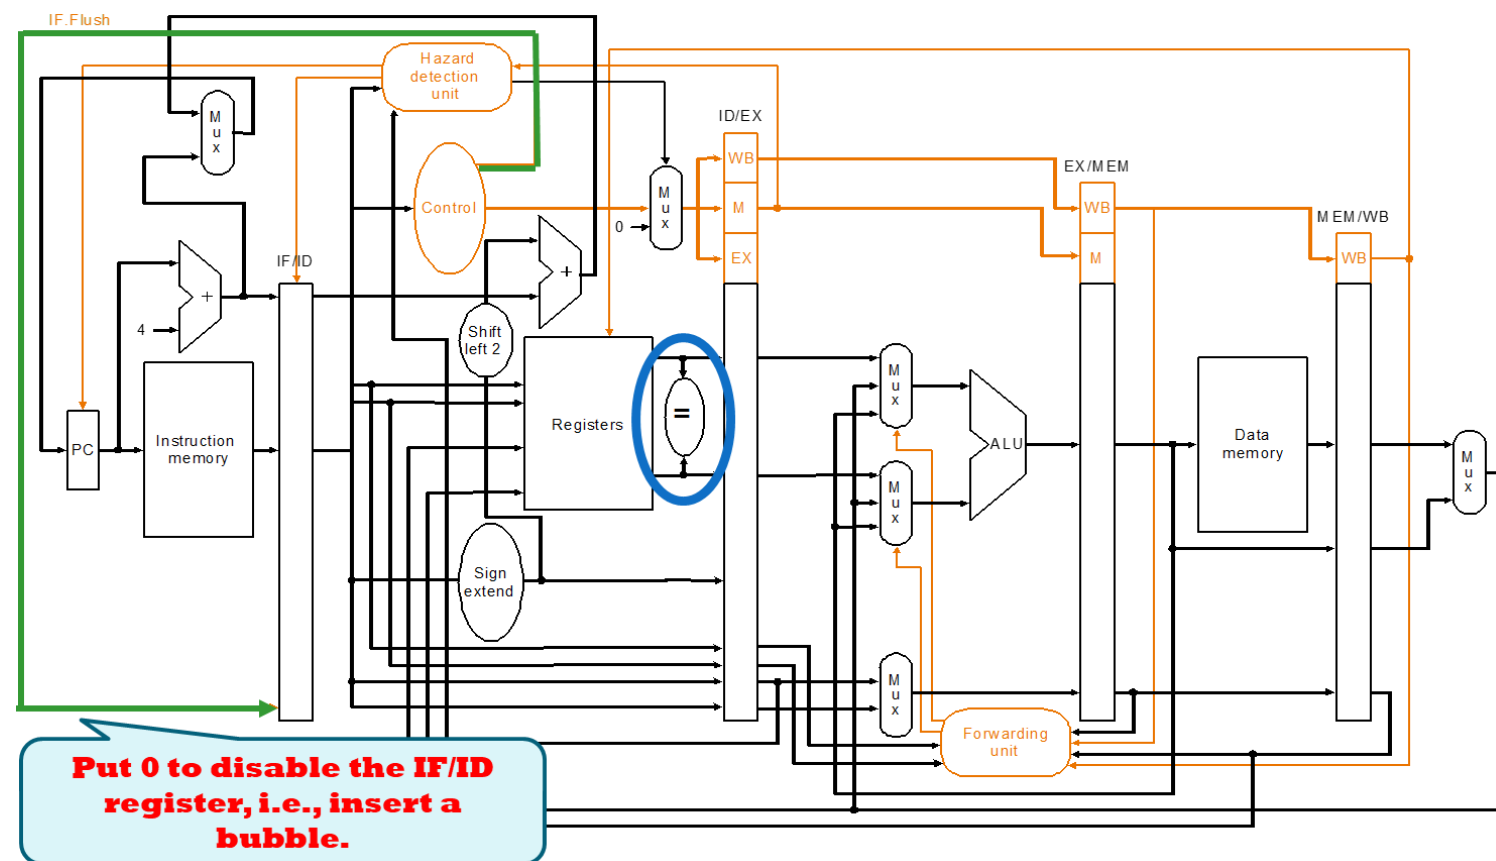 IF.Flush
Hazard
detection
unit
M
u
x
ID/EX
WB
EX/MEM
M
u
x
Control
M
WB
0
MEM/WB
IF/ID
EX
M
WB
+
+
4
Shift
left 2
M
u
x
=
Registers
PC
Instruction
memory
ALU
Data
memory
M
u
x
M
u
x
Sign
extend
M
u
x
Forwarding
unit
Put 0 to disable the IF/ID
register, i.e., insert a
bubble.